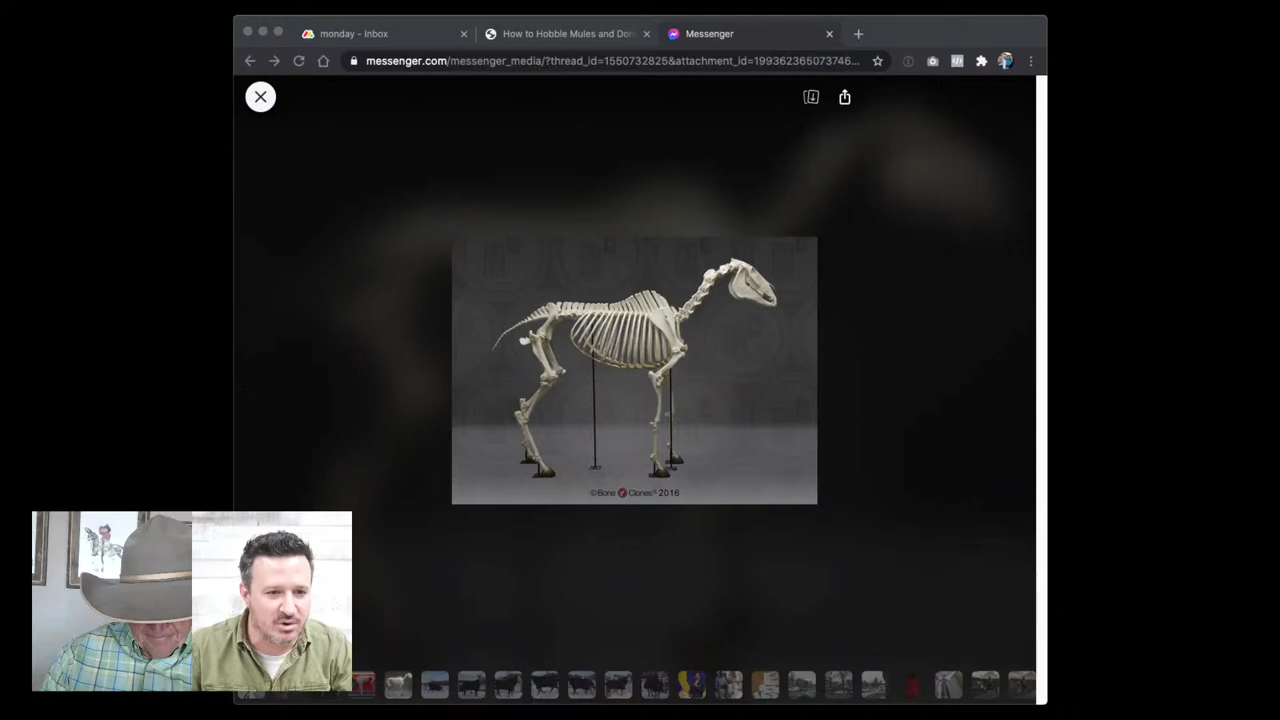 monday - Inbox
How to Hobble Mules and Don
Messenger
messenger.com/messenger_media/?thread_id=1550732825&attachment_id=199362365073746...
©Bone Clones® 2016